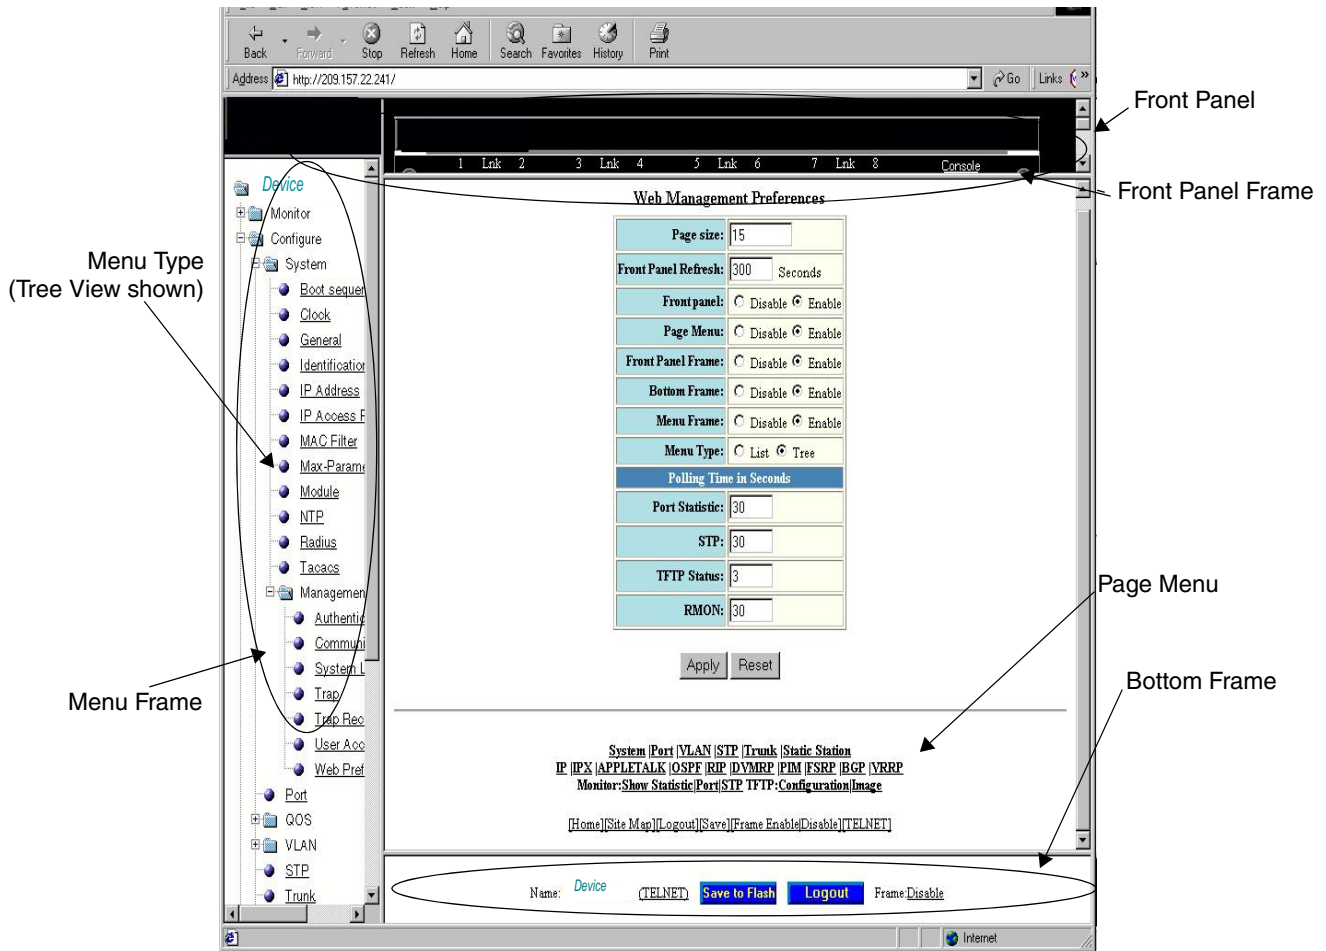 Back
Forward
Stop
Refresh
Home
Search
Favorites
History
Print
Address http://209.157.22.241/
Go
Links »
Front Panel
1 Lnk 2 3 Lnk 4 5 Lnk 6 7 Lnk 8 Console
Front Panel Frame
Device
Monitor
Configure
System
Boot sequen
Clock
General
Identification
IP Address
IP Access
MAC Filter
Max-Parame
Module
NTP
Radius
Tacacs
Managemen
Authentic
Communi
System L
Trap
Trap Rec
User Acc
Web Pref
Port
QOS
VLAN
STP
Trunk
Menu Type
(Tree View shown)
Menu Frame
Web Management Preferences
Page size: 15
Front Panel Refresh: 300 Seconds
Front panel: Disable Enable
Page Menu: Disable Enable
Front Panel Frame: Disable Enable
Bottom Frame: Disable Enable
Menu Frame: Disable Enable
Menu Type: List Tree
Polling Time in Seconds
Port Statistic: 30
STP: 30
TFTP Status: 3
RMON: 30
Apply Reset
Page Menu
Bottom Frame
System |Port |VLAN |STP |Trunk |Static Station
IP |IPX |APPLETALK |OSPF |RIP |DVMRP |PIM |FSRP |BGP |VRRP
Monitor:Show Statistic|Port|STP TFTP:Configuration|Image
[Home][Site Map][Logout][Save][Frame Enable|Disable][TELNET]
Name: Device (TELNET) Save to Flash Logout Frame:Disable
Internet